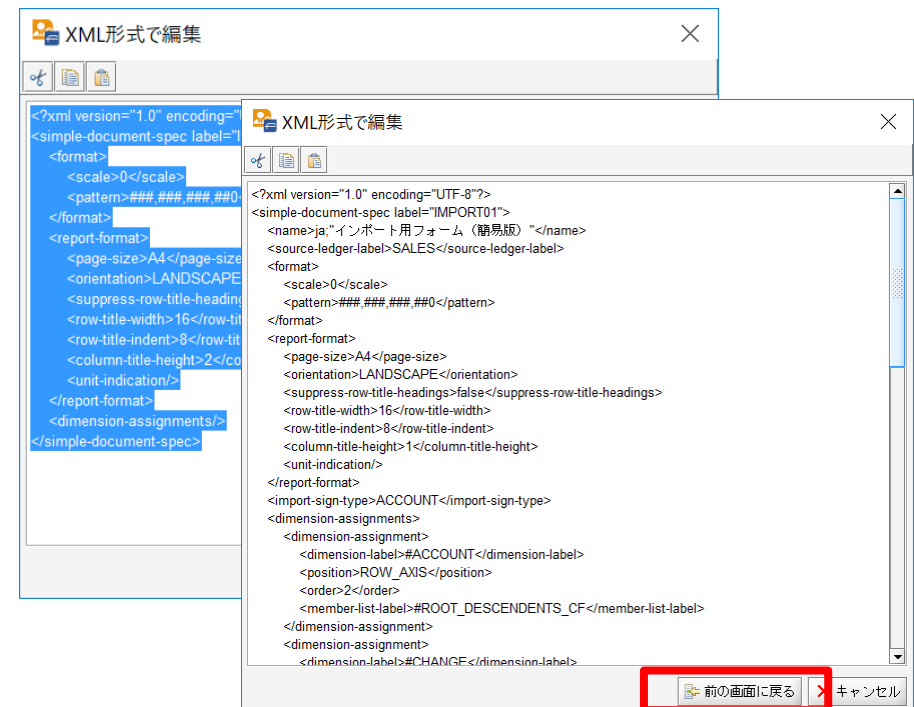 XML形式で編集
<?xml version="1.0" encoding="
<simple-document-spec label="I
<format>
<scale>0</scale>
<pattern>###,###,###,##0
</format>
<report-format>
<page-size>A4</page-size
<orientation>LANDSCAPE
<suppress-row-title-heading
<row-title-width>16</row-tit
<row-title-indent>8</row-tit
<column-title-height>2</co
<unit-indication/>
</report-format>
<dimension-assignments/>
</simple-document-spec>
XML形式で編集
<?xml version="1.0" encoding="UTF-8"?>
<simple-document-spec label="IMPORT01">
<name>ja;"インポート用フォーム（簡易版）"</name>
<source-ledger-label>SALES</source-ledger-label>
<format>
<scale>0</scale>
<pattern>###,###,###,##0</pattern>
</format>
<report-format>
<page-size>A4</page-size>
<orientation>LANDSCAPE</orientation>
<suppress-row-title-headings>false</suppress-row-title-headings>
<row-title-width>16</row-title-width>
<row-title-indent>8</row-title-indent>
<column-title-height>1</column-title-height>
<unit-indication/>
</report-format>
<import-sign-type>ACCOUNT</import-sign-type>
<dimension-assignments>
<dimension-assignment>
<dimension-label>#ACCOUNT</dimension-label>
<position>ROW_AXIS</position>
<order>2</order>
<member-list-label>#ROOT_DESCENDENTS_CF</member-list-label>
</dimension-assignment>
<dimension-assignment>
<dimension-label>#CHANGE</dimension-label>
前の画面に戻る キャンセル